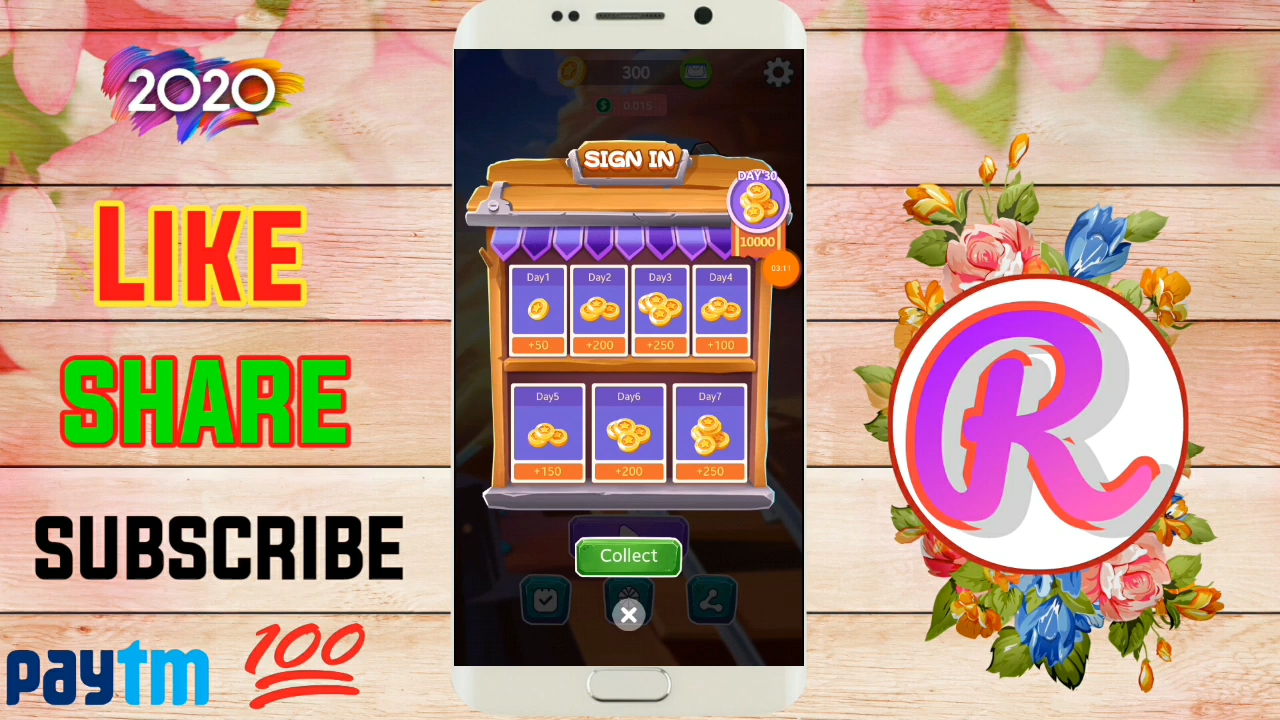 2020
LIKE
SHARE
SUBSCRIBE
paytm
100
300
0.015
SIGN IN
DAY 30
10000
03:11
Day1
Day2
Day3
Day4
+50
+200
+250
+100
Day5
Day6
Day7
+150
+200
+250
Collect
R